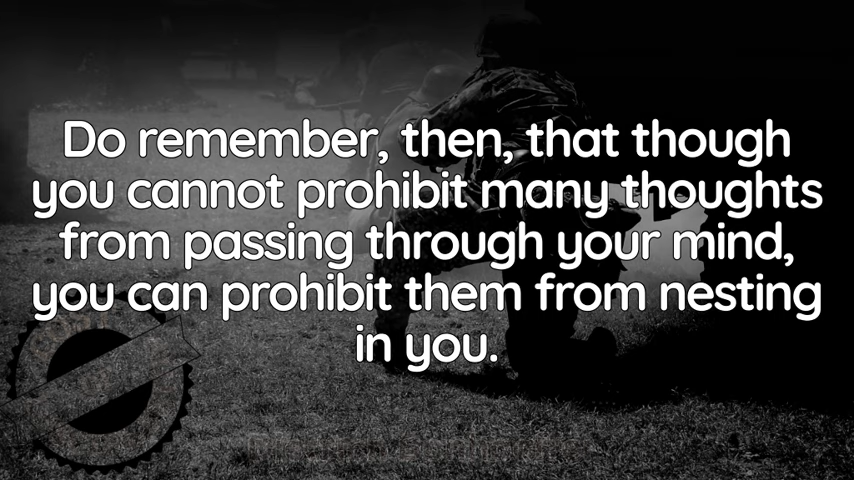 Do remember, then, that though
you cannot prohibit many thoughts
from passing through your mind,
you can prohibit them from nesting
in you.